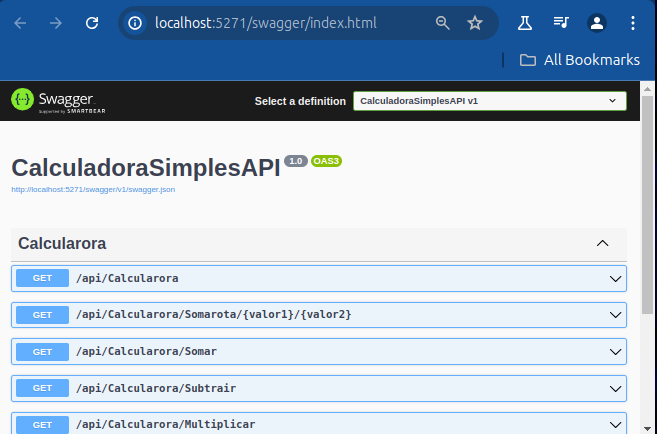 localhost:5271/swagger/index.html
All Bookmarks
Swagger
Supported by SMARTBEAR
Select a definition
CalculadoraSimplesAPI v1
CalculadoraSimplesAPI 1.0 OAS3
http://localhost:5271/swagger/v1/swagger.json
Calcularora
GET /api/Calcularora
GET /api/Calcularora/Somarota/{valor1}/{valor2}
GET /api/Calcularora/Somar
GET /api/Calcularora/Subtrair
GET /api/Calcularora/Multiplicar